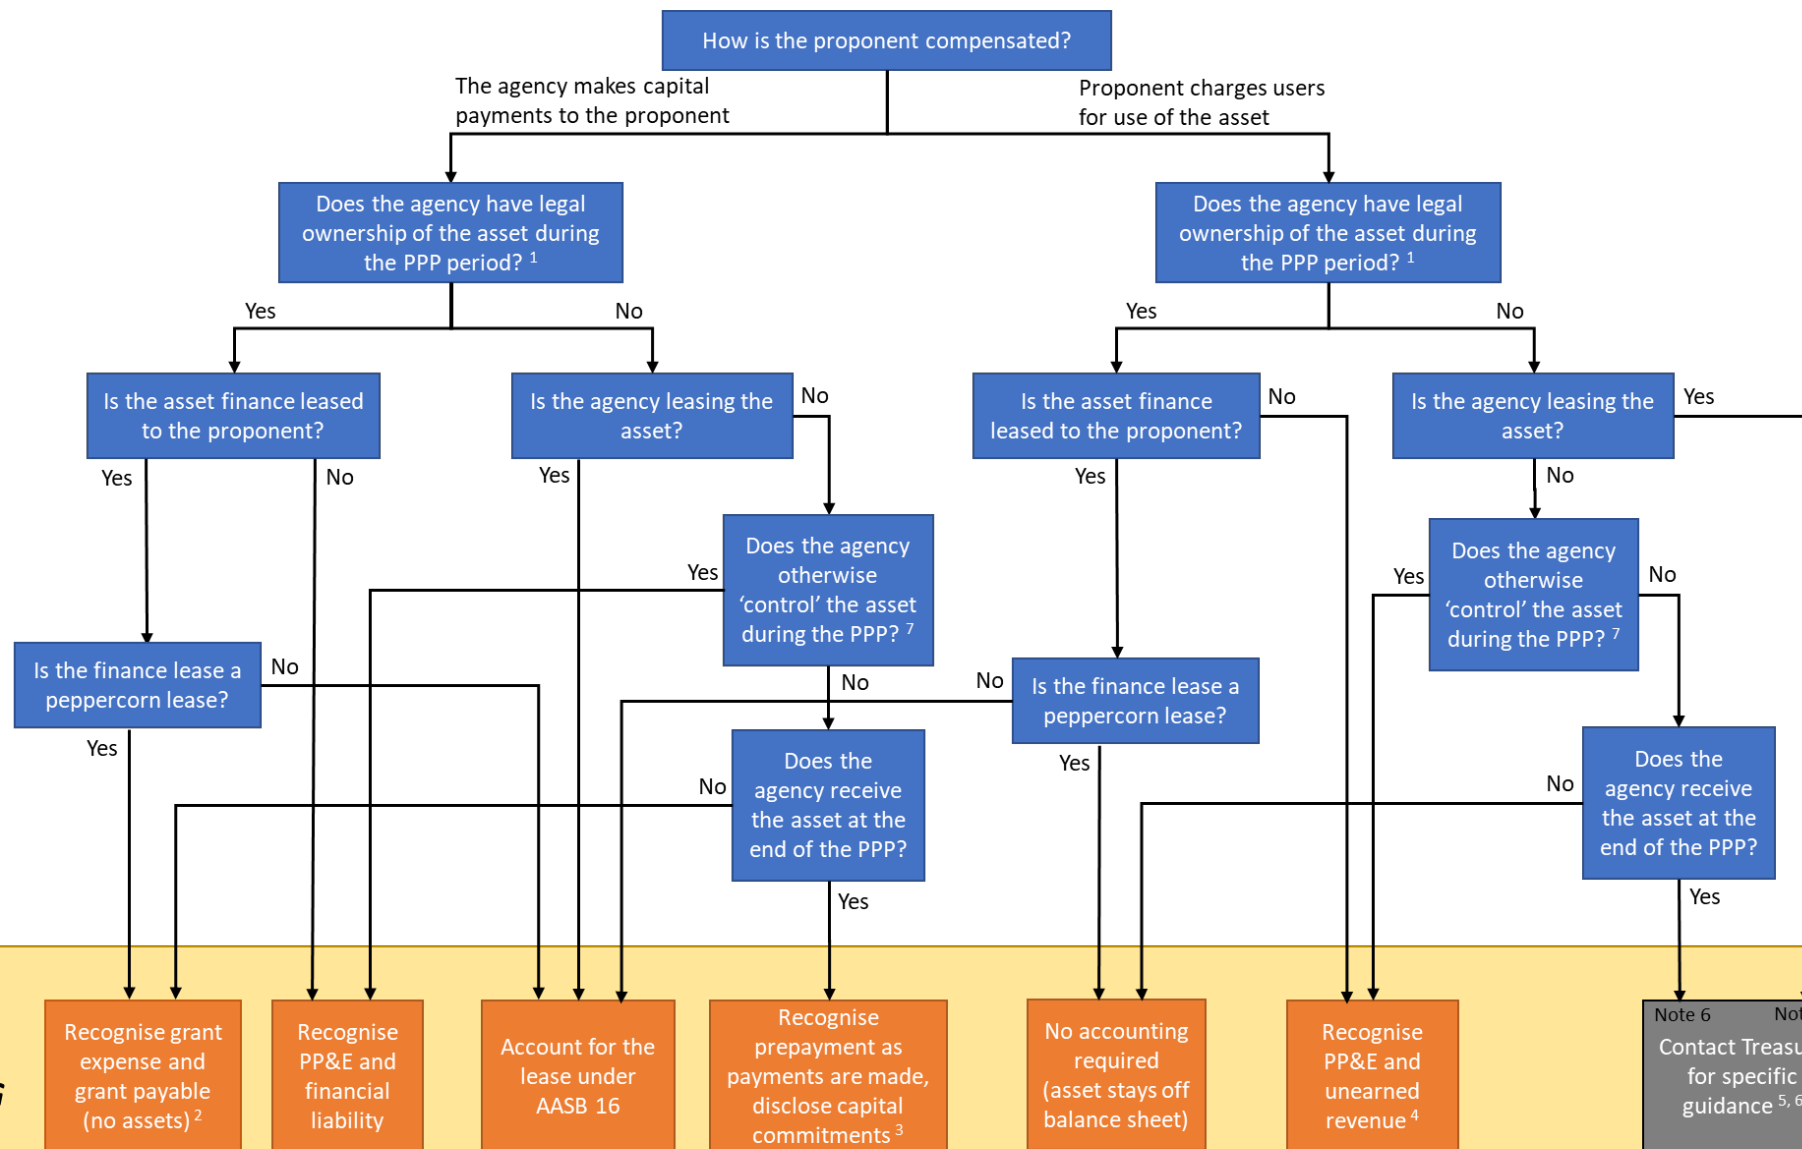 How is the proponent compensated?
The agency makes capital
payments to the proponent
Proponent charges users
for use of the asset
Does the agency have legal
ownership of the asset during
the PPP period? 1
Does the agency have legal
ownership of the asset during
the PPP period? 1
Yes
No
Yes
No
Is the asset finance leased
to the proponent?
Is the agency leasing the
asset?
No
Is the asset finance
leased to the proponent?
No
Is the agency leasing the
asset?
Yes
Yes
No
Yes
Yes
No
Does the agency
otherwise
‘control’ the asset
during the PPP? 7
Yes
Does the agency
otherwise
‘control’ the asset
during the PPP? 7
Yes
No
Is the finance lease a
peppercorn lease?
No
No
No
Is the finance lease a
peppercorn lease?
Yes
Does the
agency receive
the asset at the
end of the PPP?
No
Yes
Does the
agency receive
the asset at the
end of the PPP?
No
Yes
Yes
Recognise grant
expense and
grant payable
(no assets) 2
Recognise
PP&E and
financial
liability
Account for the
lease under
AASB 16
Recognise
prepayment as
payments are made,
disclose capital
commitments 3
No accounting
required
(asset stays off
balance sheet)
Recognise
PP&E and
unearned
revenue 4
Note 6
Contact
for specific
guidance 5, 6